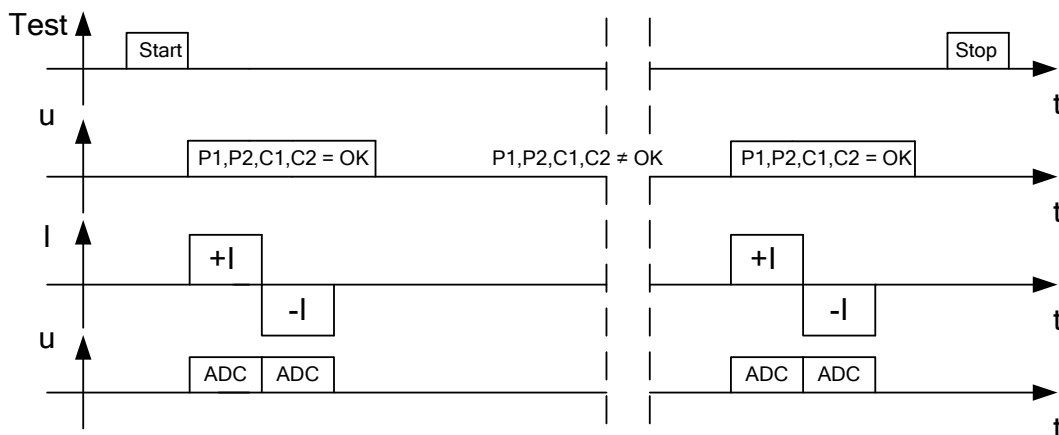 Test
Start
Stop
t
u
P1,P2,C1,C2 = OK
P1,P2,C1,C2 ≠ OK
P1,P2,C1,C2 = OK
t
I
+I
-I
+I
-I
t
u
ADC
ADC
ADC
ADC
t